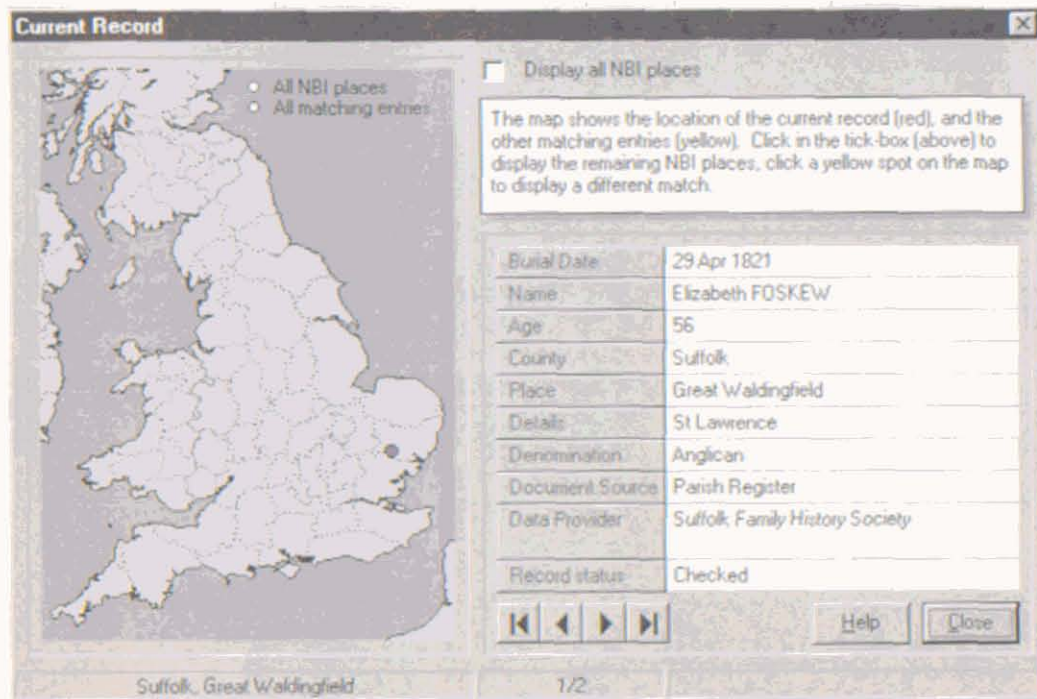 Current Record
All NBI places
All matching entries
Display all NBI places
The map shows the location of the current record (red), and the
other matching entries (yellow). Click in the tick-box (above) to
display the remaining NBI places, click a yellow spot on the map
to display a different match.
Burial Date 29 Apr 1821
Name Elizabeth FOSKEW
Age 56
County Suffolk
Place Great Waldingfield
Details St Lawrence
Denomination Anglican
Document Source Parish Register
Data Provider Suffolk Family History Society
Record status Checked
Help Close
Suffolk, Great Waldingfield 1/2